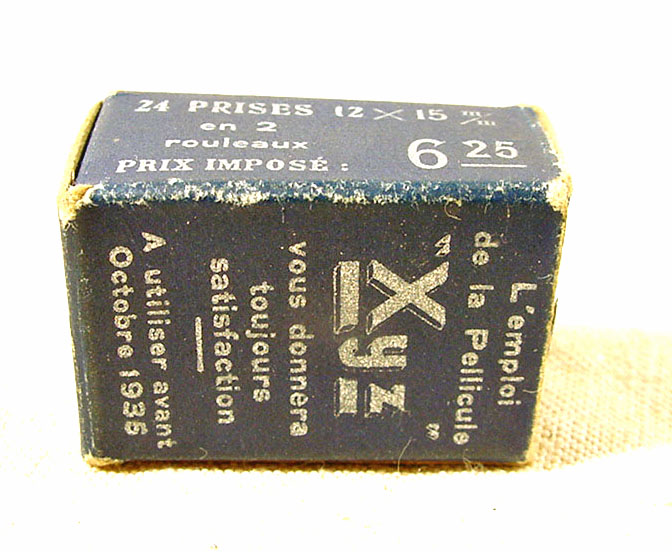 24 PRISES 12 X 15 m/m
en 2
rouleaux
PRIX IMPOSÉ : 6 25
L'emploi
de la Pellicule
"Xyz"
vous donnera
toujours
satisfaction
A utiliser avant
Octobre 1936